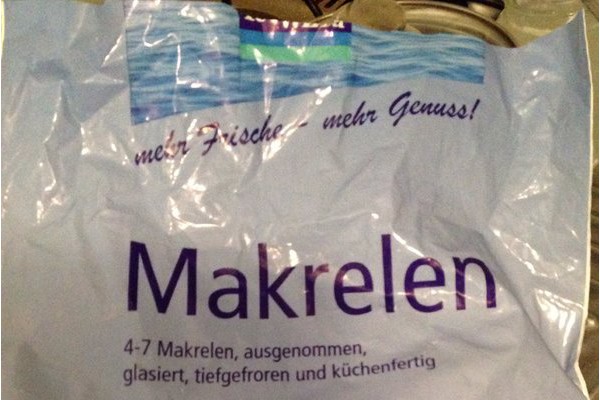 mehr Frische – mehr Genuss!
Makrelen
4-7 Makrelen, ausgenommen,
glasiert, tiefgefroren und küchenfertig